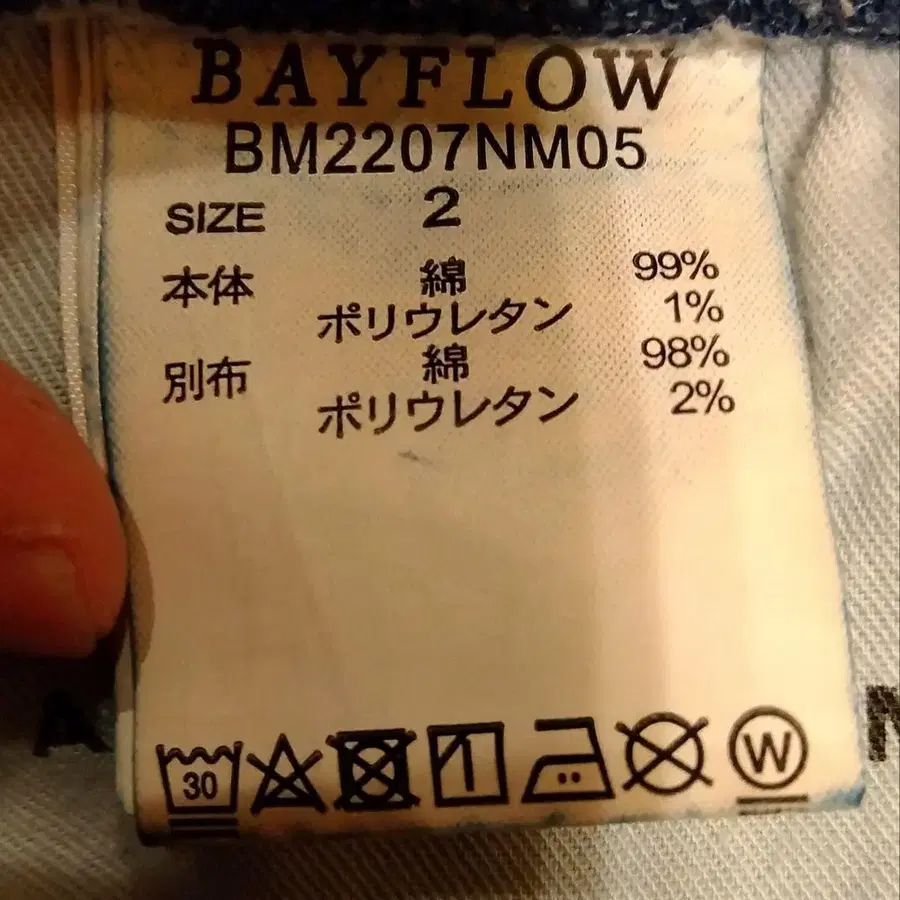 BAYFLOW
BM2207NM05
SIZE 2
本体 綿 99%
ポリウレタン 1%
別布 綿 98%
ポリウレタン 2%
30
W